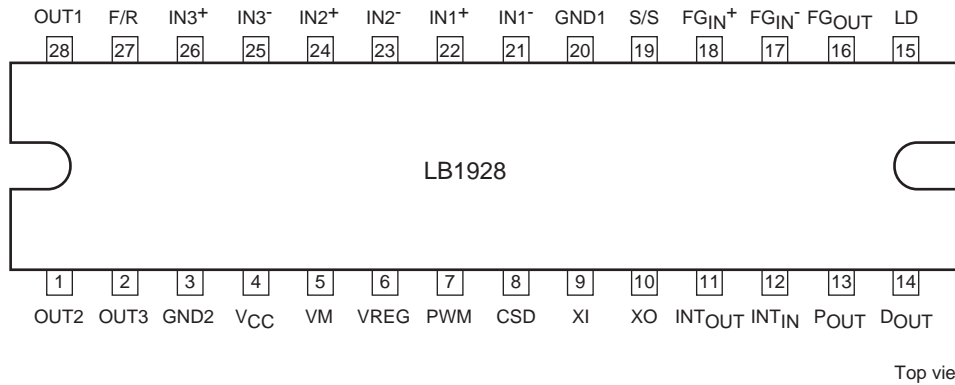 OUT1 F/R IN3+ IN3- IN2+ IN2- IN1+ IN1- GND1 S/S FGIN+ FGIN- FGOUT LD
28 27 26 25 24 23 22 21 20 19 18 17 16 15
LB1928
1 2 3 4 5 6 7 8 9 10 11 12 13 14
OUT2 OUT3 GND2 VCC VM VREG PWM CSD XI XO INTOUT INTIN POUT DOUT
Top vie